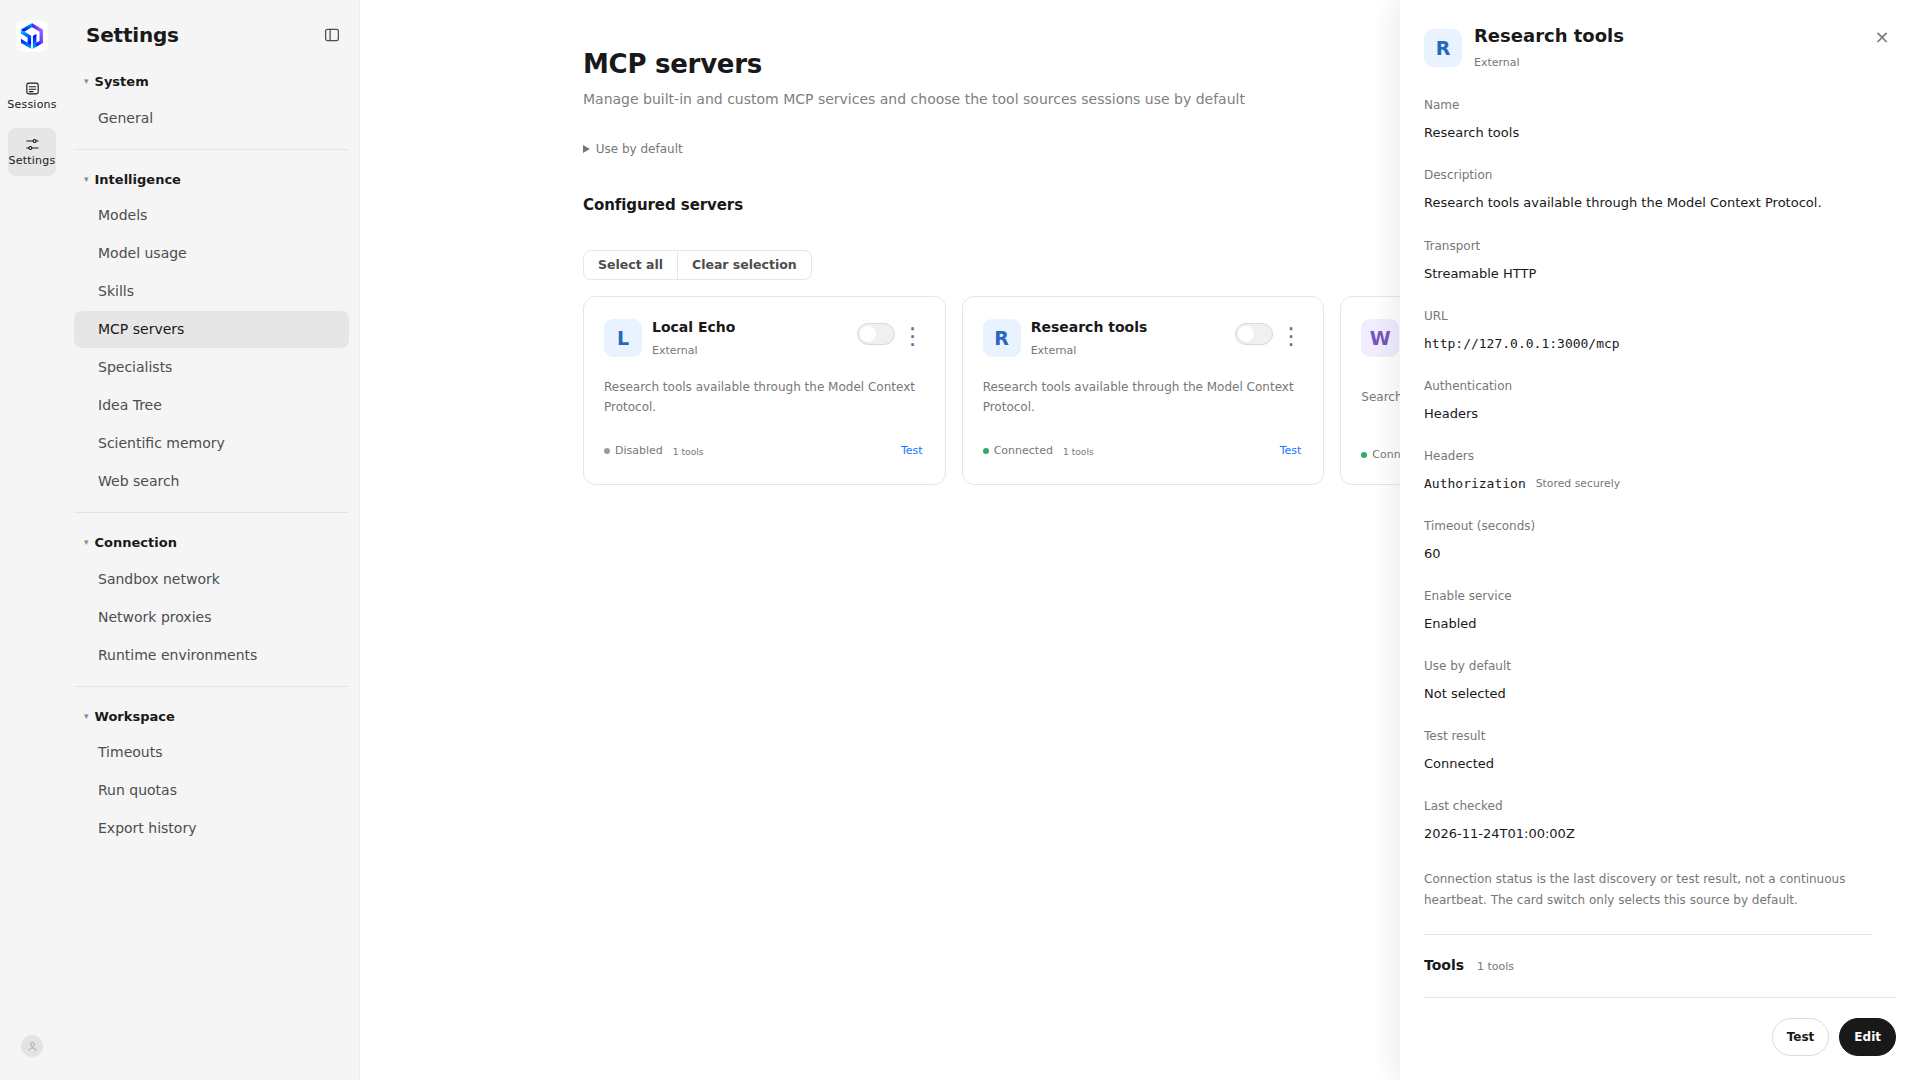 Sessions
Settings
Settings
System
General
Intelligence
Models
Model usage
Skills
MCP servers
Specialists
Idea Tree
Scientific memory
Web search
Connection
Sandbox network
Network proxies
Runtime environments
Workspace
Timeouts
Run quotas
Export history
MCP servers
Manage built-in and custom MCP services and choose the tool sources sessions use by default
Use by default
Configured servers
Select all
Clear selection
L
Local Echo
External
Research tools available through the Model Context
Protocol.
Disabled 1 tools
Test
R
Research tools
External
Research tools available through the Model Context
Protocol.
Connected 1 tools
Test
W
Search
Conn
R
Research tools
External
Name
Research tools
Description
Research tools available through the Model Context Protocol.
Transport
Streamable HTTP
URL
http://127.0.0.1:3000/mcp
Authentication
Headers
Headers
Authorization Stored securely
Timeout (seconds)
60
Enable service
Enabled
Use by default
Not selected
Test result
Connected
Last checked
2026-11-24T01:00:00Z
Connection status is the last discovery or test result, not a continuous
heartbeat. The card switch only selects this source by default.
Tools 1 tools
Test
Edit